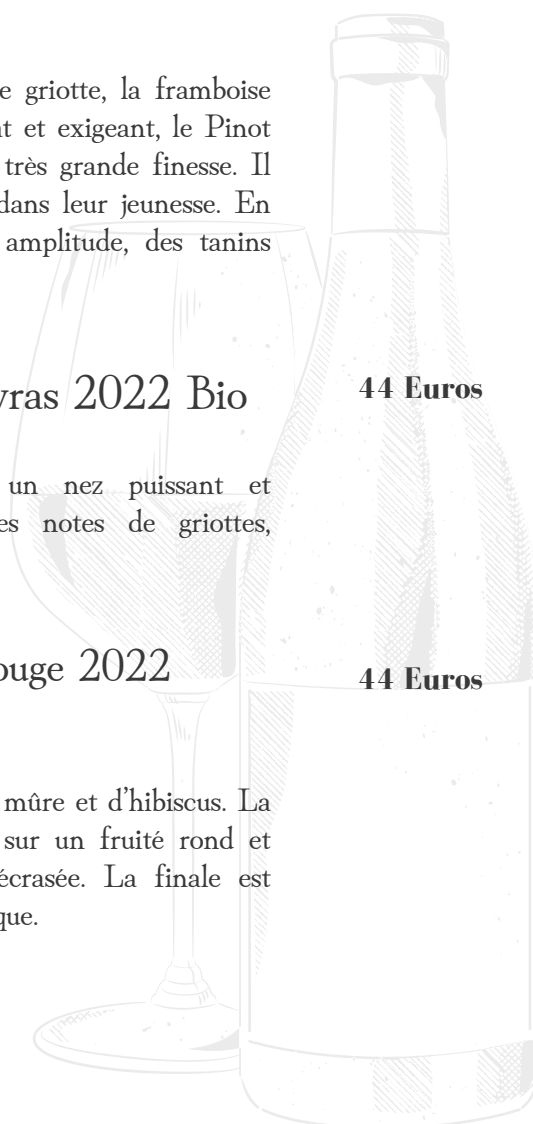 e griotte, la framboise
nt et exigeant, le Pinot
très grande finesse. Il
dans leur jeunesse. En
amplitude, des tanins
vras 2022 Bio
44 Euros
un nez puissant et
es notes de griottes,
ouge 2022
44 Euros
mûre et d’hibiscus. La
sur un fruité rond et
écrasée. La finale est
que.